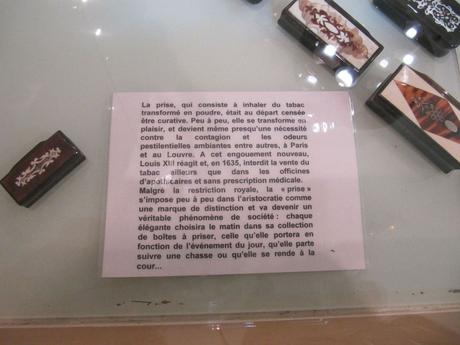 La prise, qui consiste à inhaler du tabac
transformé en poudre, était au départ censée
être curative. Peu à peu, elle se transforme ou
plaisir, et devient même presqu'une nécessité
contre la contagion et les odeurs
pestilentielles ambiantes entre autres, à Paris
et au Louvre. A cet engouement nouveau,
Louis XIII réagit et, en 1635, interdit la vente du
tabac ailleurs que dans les officines
d'apothicaires et sans prescription médicale.
Malgré la restriction royale, la « prise »
s'impose peu à peu dans l'aristocratie comme
une marque de distinction et va devenir un
véritable phénomène de société : chaque
élégante choisira le matin dans sa collection
de boîtes à priser, celle qu'elle portera en
fonction de l'événement du jour, qu'elle parte
suivre une chasse ou qu'elle se rende à la
cour...